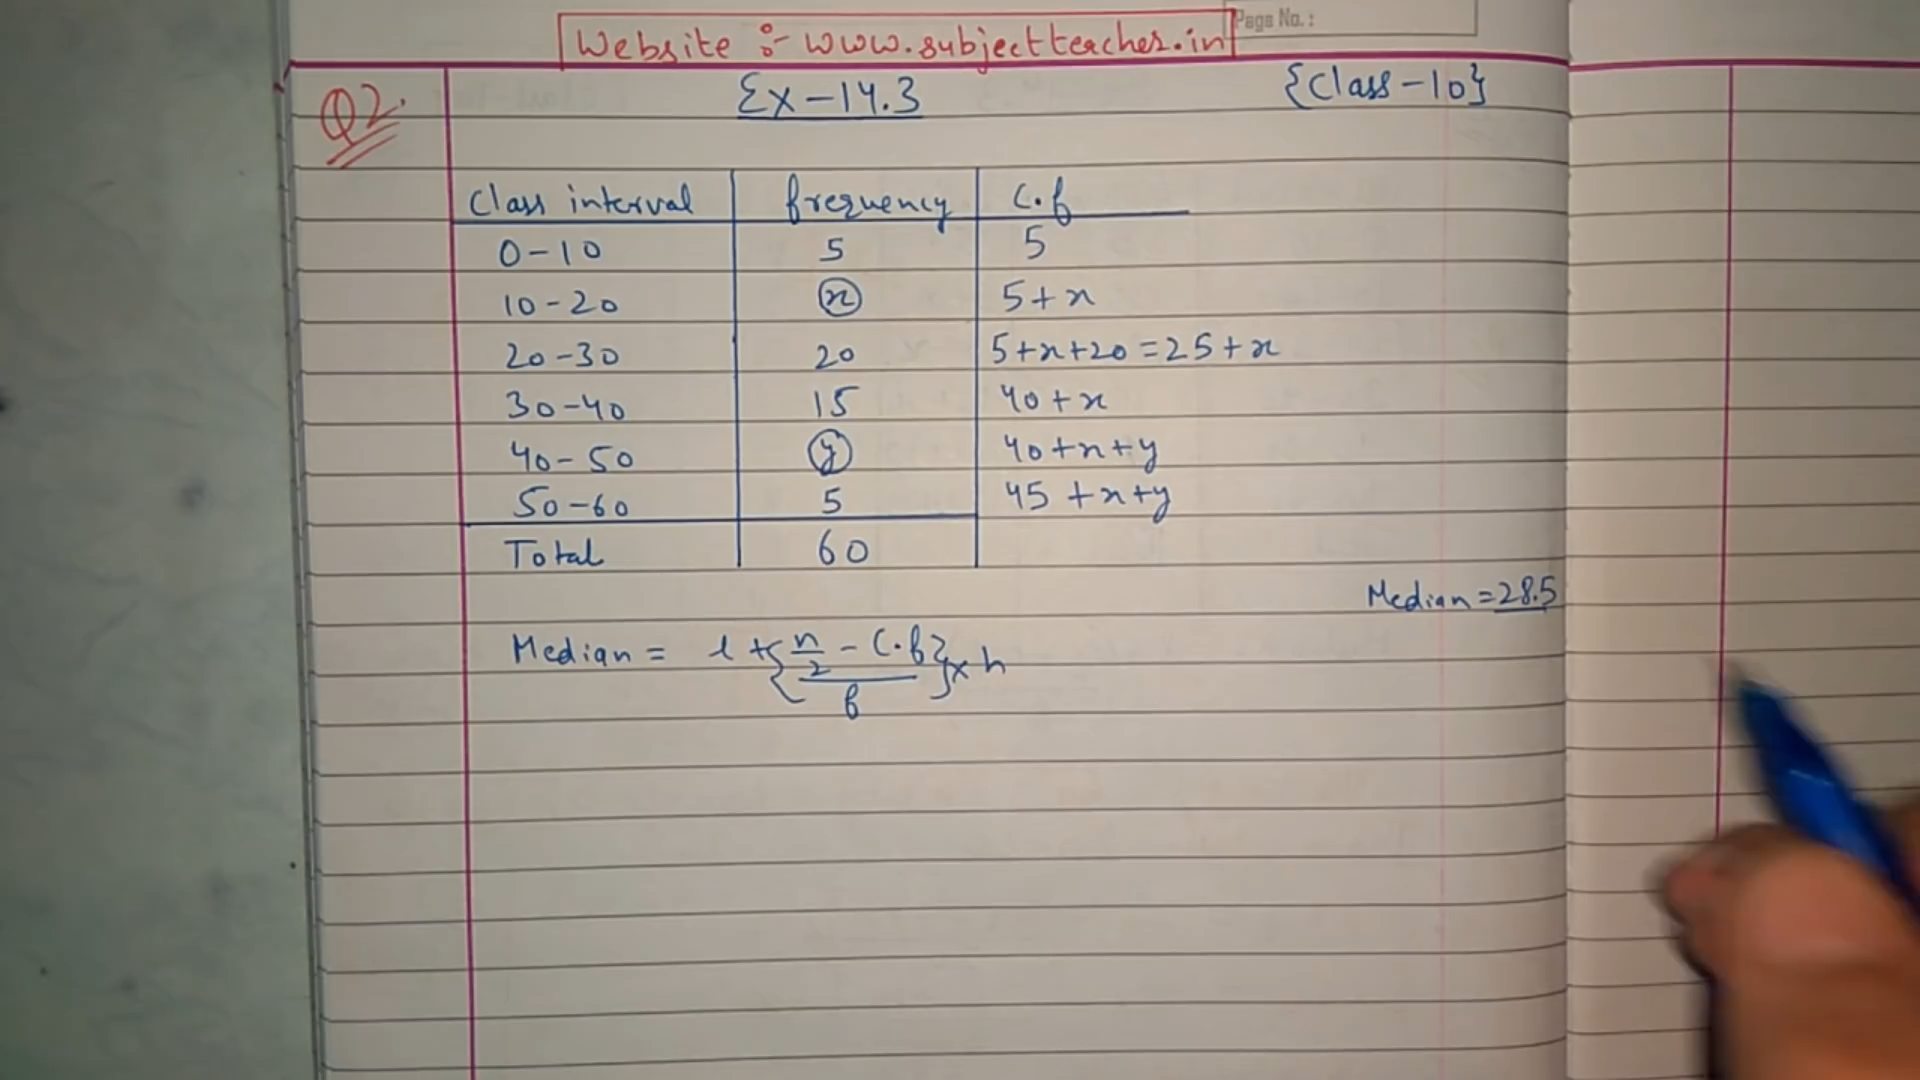 Website :- www.subjectteacher.in
Page No.:
Q2.
Ex-14.3
{Class-10}
Class interval frequency C.f
0-10 5 5
10-20 x 5+x
20-30 20 5+x+20=25+x
30-40 15 40+x
40-50 y 40+x+y
50-60 5 45+x+y
Total 60
Median=28.5
Median = l+{n/2 - C.f/f}×h